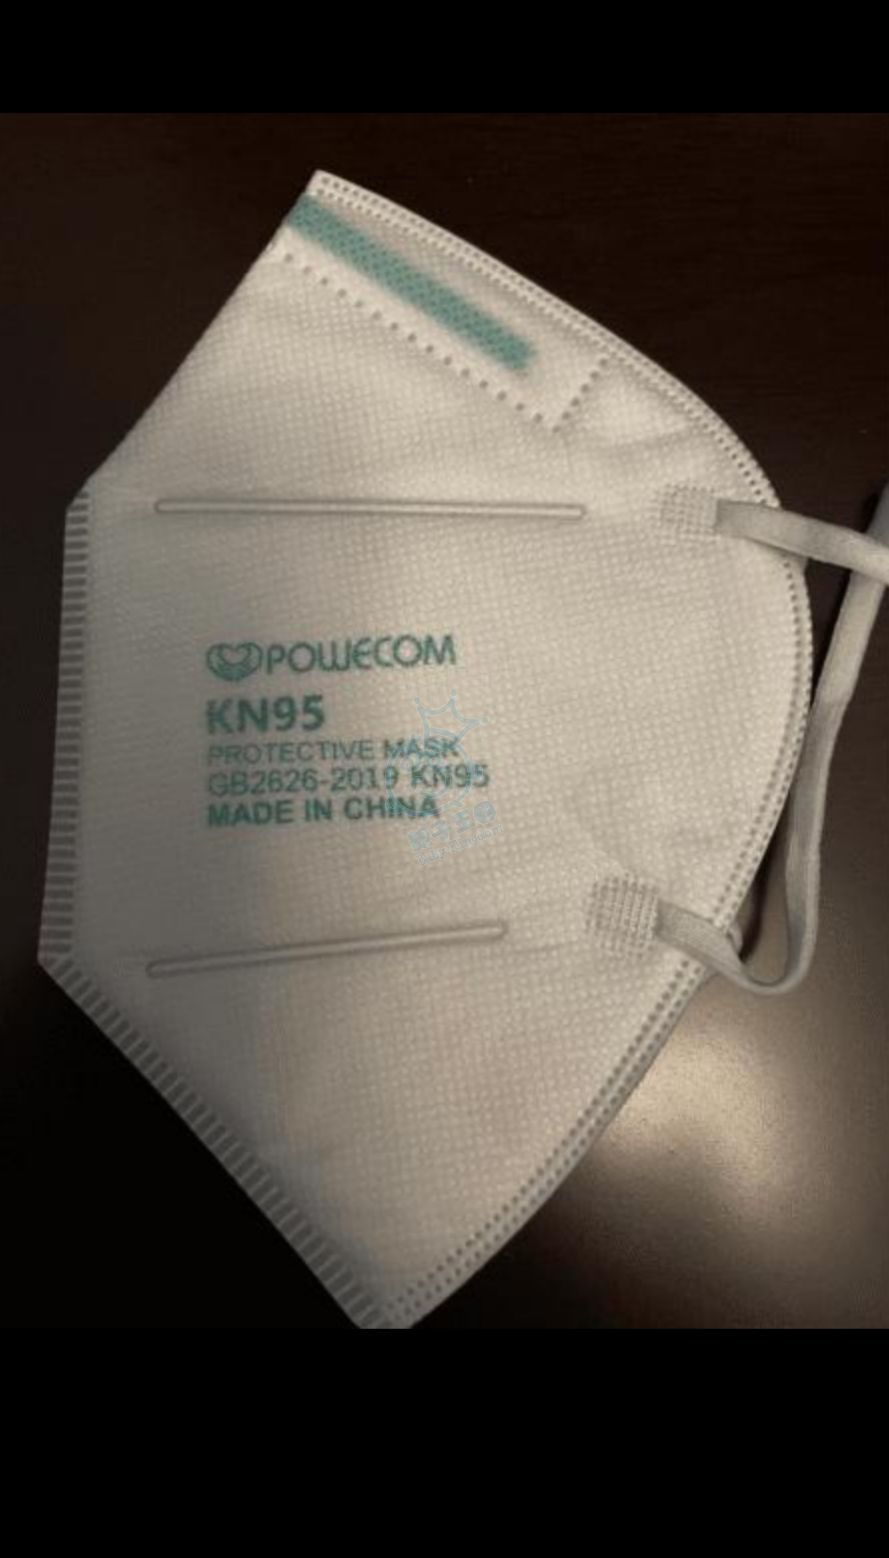 POWECOM
KN95
PROTECTIVE MASK
GB2626-2019 KN95
MADE IN CHINA